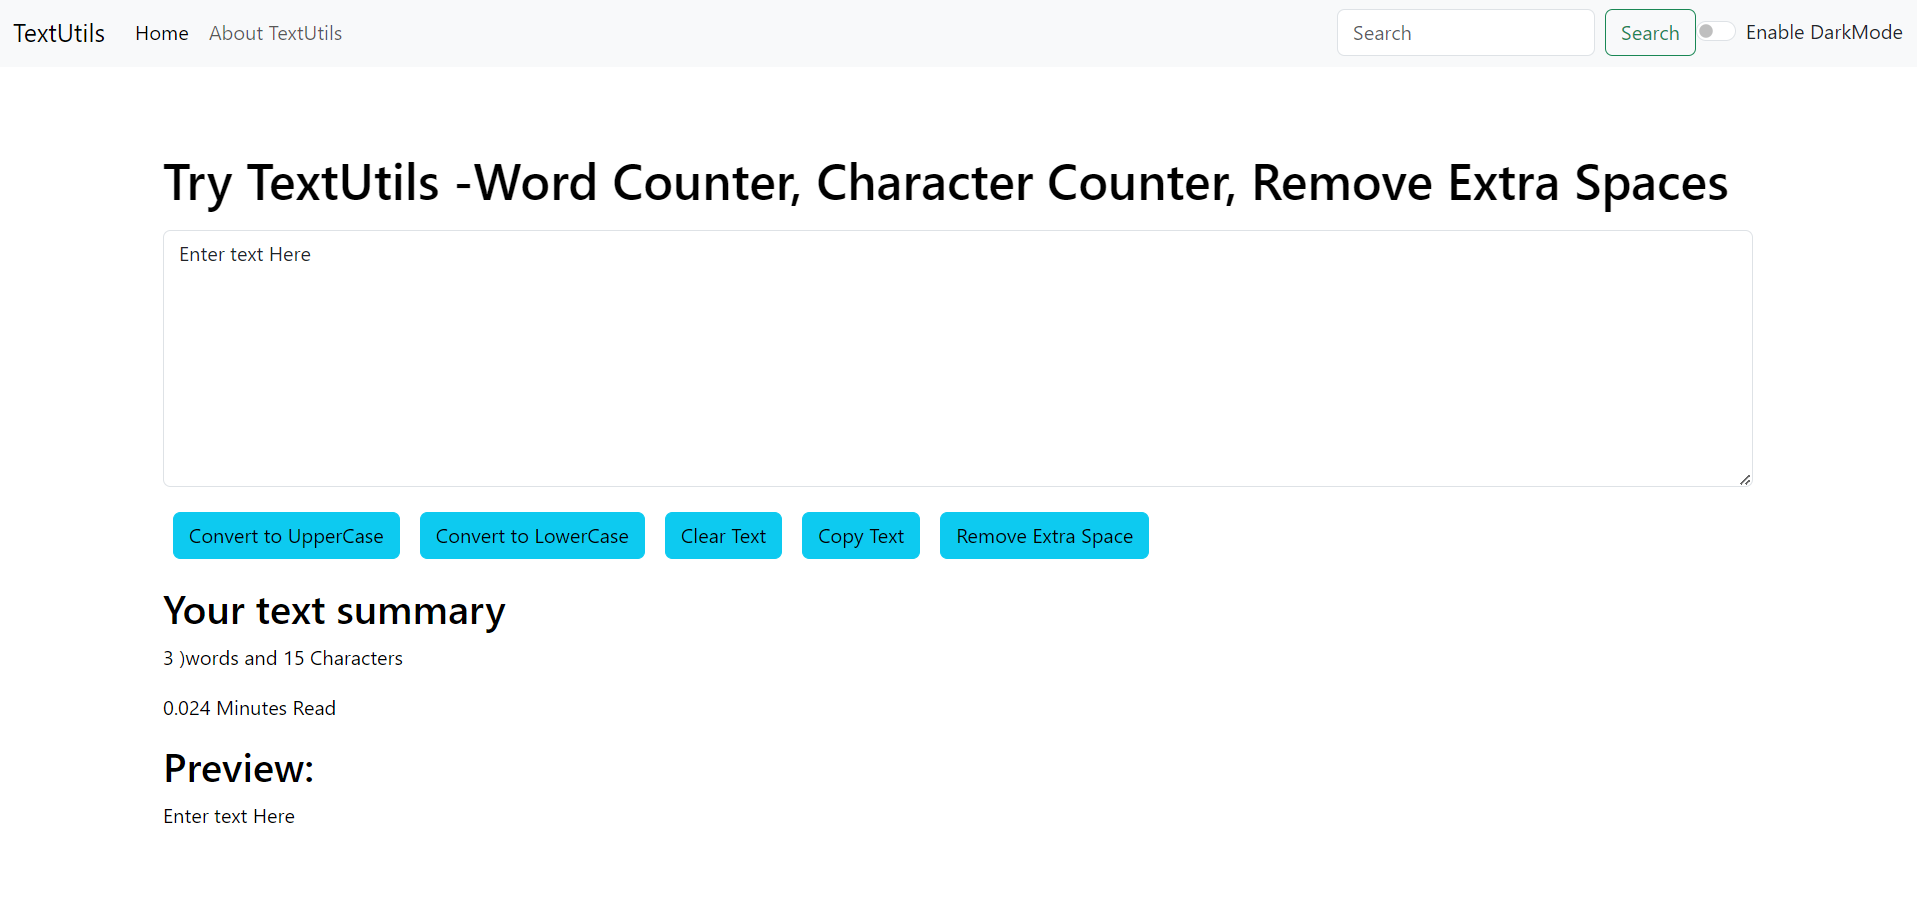 TextUtils Home About TextUtils Search Search Enable DarkMode
Try TextUtils -Word Counter, Character Counter, Remove Extra Spaces
Enter text Here
Convert to UpperCase Convert to LowerCase Clear Text Copy Text Remove Extra Space
Your text summary
3 )words and 15 Characters
0.024 Minutes Read
Preview:
Enter text Here